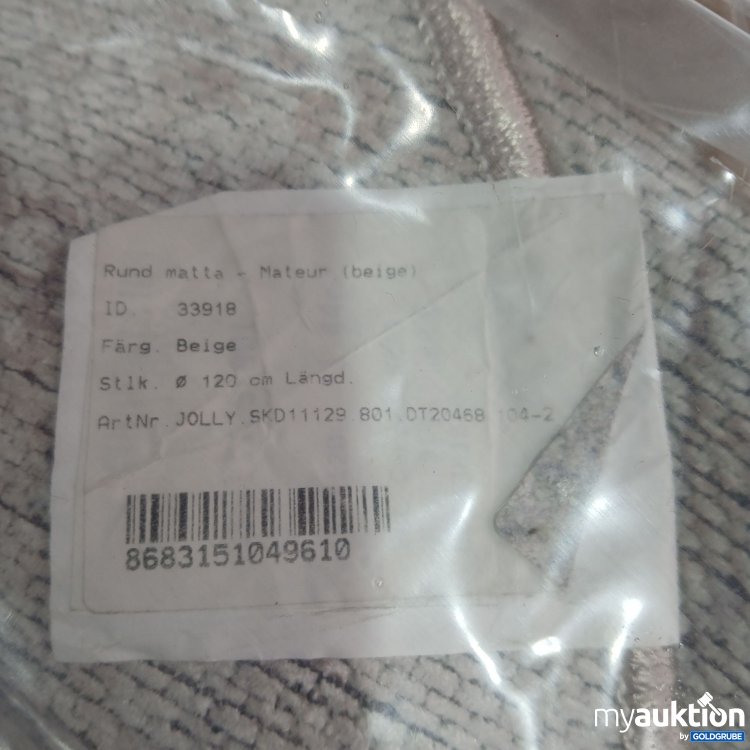 Rund matta - Mateur (beige)
ID. 33918
Färg. Beige
Stlk. Ø 120 cm Längd.
ArtNr. JOLLY.SKD11129.801.DT20468.104-2
8683151049610
myauktion
by GOLDGRUBE